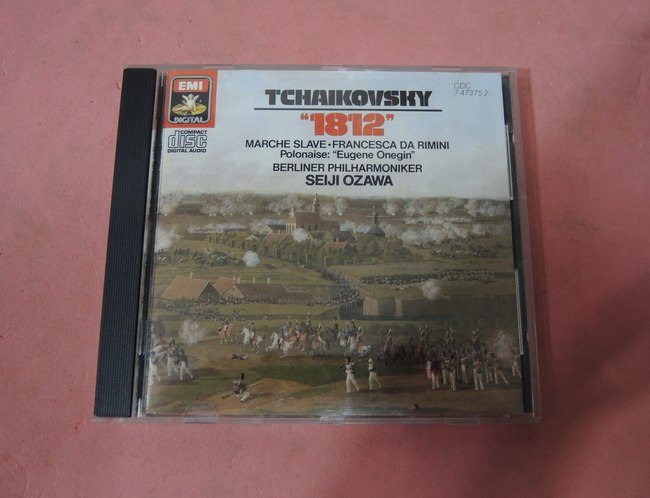 EMI
DIGITAL
COMPACT
disc
DIGITAL AUDIO
TCHAIKOVSKY
CDC
7 47375 2
"1812"
MARCHE SLAVE • FRANCESCA DA RIMINI
Polonaise: "Eugene Onegin"
BERLINER PHILHARMONIKER
SEIJI OZAWA